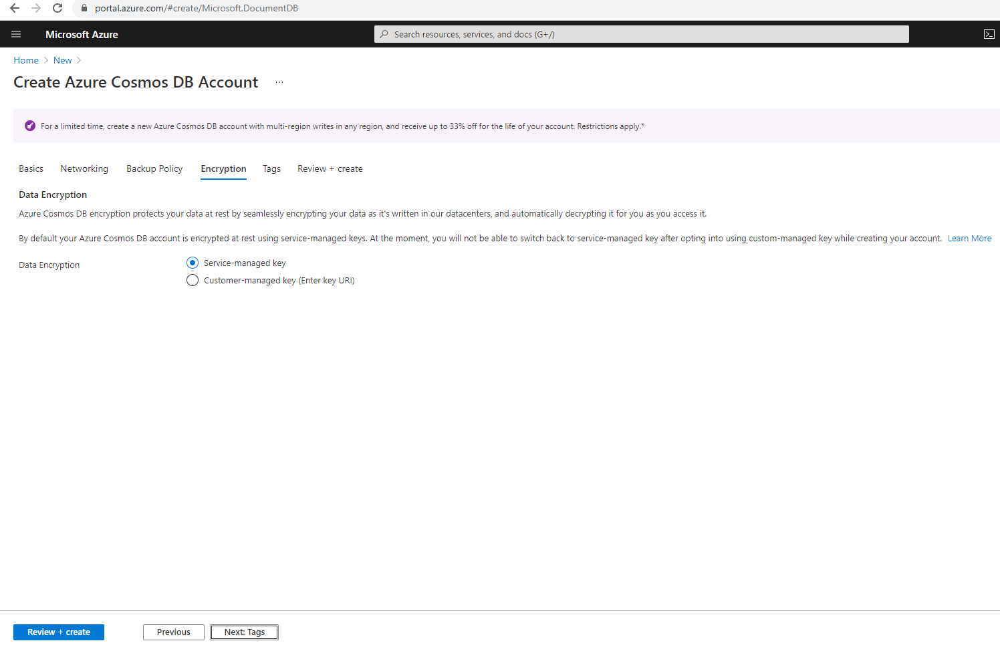 portal.azure.com/#create/Microsoft.DocumentDB
Microsoft Azure
Search resources, services, and docs (G+/)
Home > New >
Create Azure Cosmos DB Account ...
For a limited time, create a new Azure Cosmos DB account with multi-region writes in any region, and receive up to 33% off for the life of your account. Restrictions apply.*
Basics Networking Backup Policy Encryption Tags Review + create
Data Encryption
Azure Cosmos DB encryption protects your data at rest by seamlessly encrypting your data as it's written in our datacenters, and automatically decrypting it for you as you access it.
By default your Azure Cosmos DB account is encrypted at rest using service-managed keys. At the moment, you will not be able to switch back to service-managed key after opting into using custom-managed key while creating your account. Learn More
Data Encryption Service-managed key
Customer-managed key (Enter key URI)
Review + create Previous Next: Tags